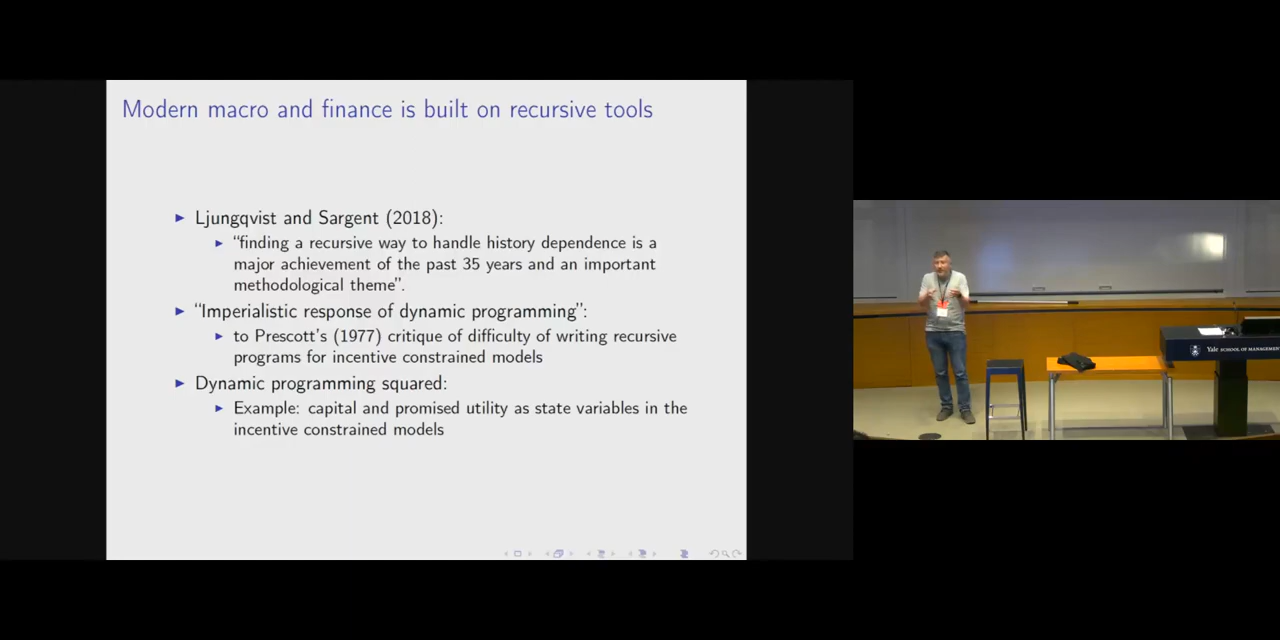 Modern macro and finance is built on recursive tools
▶ Ljungqvist and Sargent (2018):
▶ “finding a recursive way to handle history dependence is a
major achievement of the past 35 years and an important
methodological theme”.
▶ “Imperialistic response of dynamic programming”:
▶ to Prescott’s (1977) critique of difficulty of writing recursive
programs for incentive constrained models
▶ Dynamic programming squared:
▶ Example: capital and promised utility as state variables in the
incentive constrained models
Yale SCHOOL OF MANAGEMENT